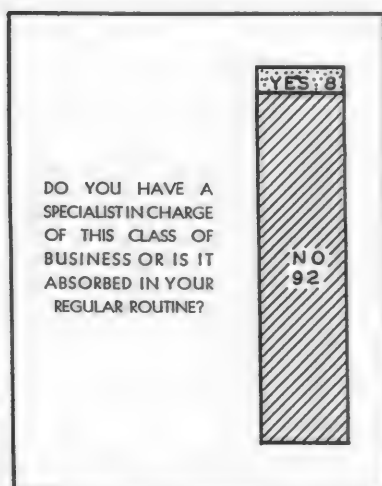 YES 8
DO YOU HAVE A
SPECIALIST IN CHARGE
OF THIS CLASS OF
BUSINESS OR IS IT
ABSORBED IN YOUR
REGULAR ROUTINE?
NO
92